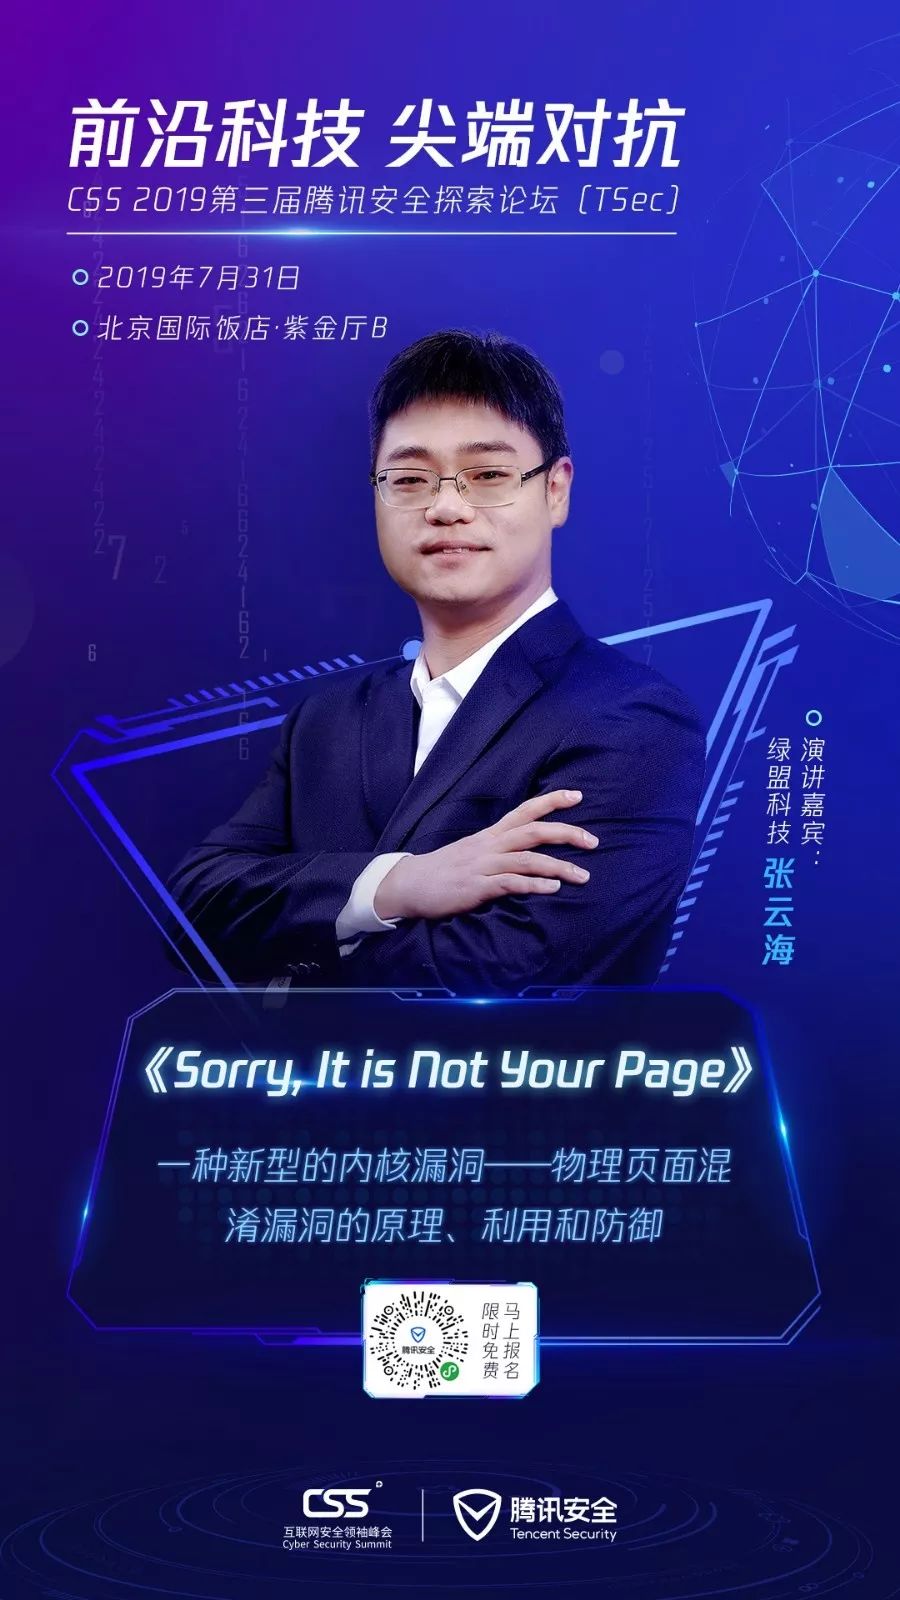 前沿科技 尖端对抗
CSS 2019第三届腾讯安全探索论坛（TSec）
2019年7月31日
北京国际饭店·紫金厅B
演讲嘉宾：
绿盟科技 张云海
《Sorry, It is Not Your Page》
一种新型的内核漏洞——物理页面混
淆漏洞的原理、利用和防御
腾讯安全
马上报名
限时免费
CSS
互联网安全领袖峰会
Cyber Security Summit
腾讯安全
Tencent Security